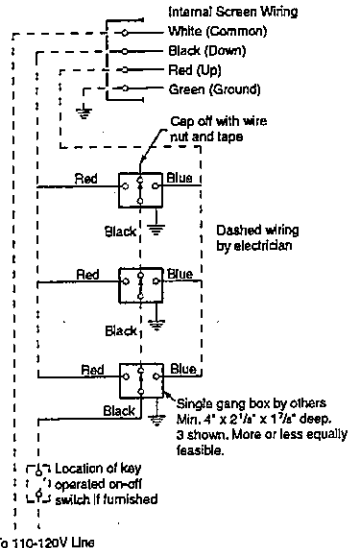 Internal Screen Wiring
White (Common)
Black (Down)
Red (Up)
Green (Ground)
Cap off with wire
nut and tape
Red
Blue
Black
Dashed wiring
by electrician
Red
Blue
Black
Red
Blue
Black
Single gang box by others
Min. 4" x 2 1/8" x 1 7/8" deep.
3 shown. More or less equally
feasible.
Location of key
operated on-off
switch if furnished
To 110-120V Line